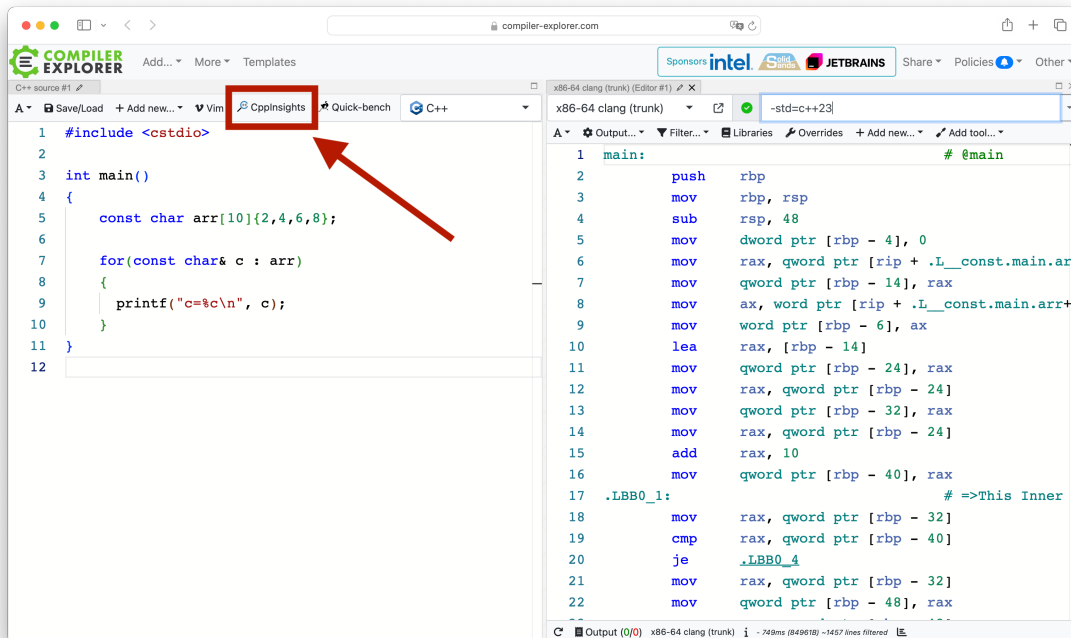 compiler-explorer.com
COMPILER
EXPLORER
Add...
More
Templates
Sponsors intel. Solid Sands JETBRAINS
Share
Policies
Other
C++ source #1
A
Save/Load
+ Add new...
Vim
CppInsights
Quick-bench
C++
1 #include <cstdio>
2
3 int main()
4 {
5 const char arr[10]{2,4,6,8};
6
7 for(const char& c : arr)
8 {
9 printf("c=%c\n", c);
10 }
11 }
12
x86-64 clang (trunk) (Editor #1)
x86-64 clang (trunk)
-std=c++23
A
Output...
Filter...
Libraries
Overrides
+ Add new...
Add tool...
1 main: # @main
2 push rbp
3 mov rbp, rsp
4 sub rsp, 48
5 mov dword ptr [rbp - 4], 0
6 mov rax, qword ptr [rip + .L__const.main.ar
7 mov qword ptr [rbp - 14], rax
8 mov ax, word ptr [rip + .L__const.main.arr+
9 mov word ptr [rbp - 6], ax
10 lea rax, [rbp - 14]
11 mov qword ptr [rbp - 24], rax
12 mov rax, qword ptr [rbp - 24]
13 mov qword ptr [rbp - 32], rax
14 mov rax, qword ptr [rbp - 24]
15 add rax, 10
16 mov qword ptr [rbp - 40], rax
17 .LBB0_1: # =>This Inner
18 mov rax, qword ptr [rbp - 32]
19 cmp rax, qword ptr [rbp - 40]
20 je .LBB0_4
21 mov rax, qword ptr [rbp - 32]
22 mov qword ptr [rbp - 48], rax
Output (0/0) x86-64 clang (trunk) i - 749ms (84961B) ~1457 lines filtered